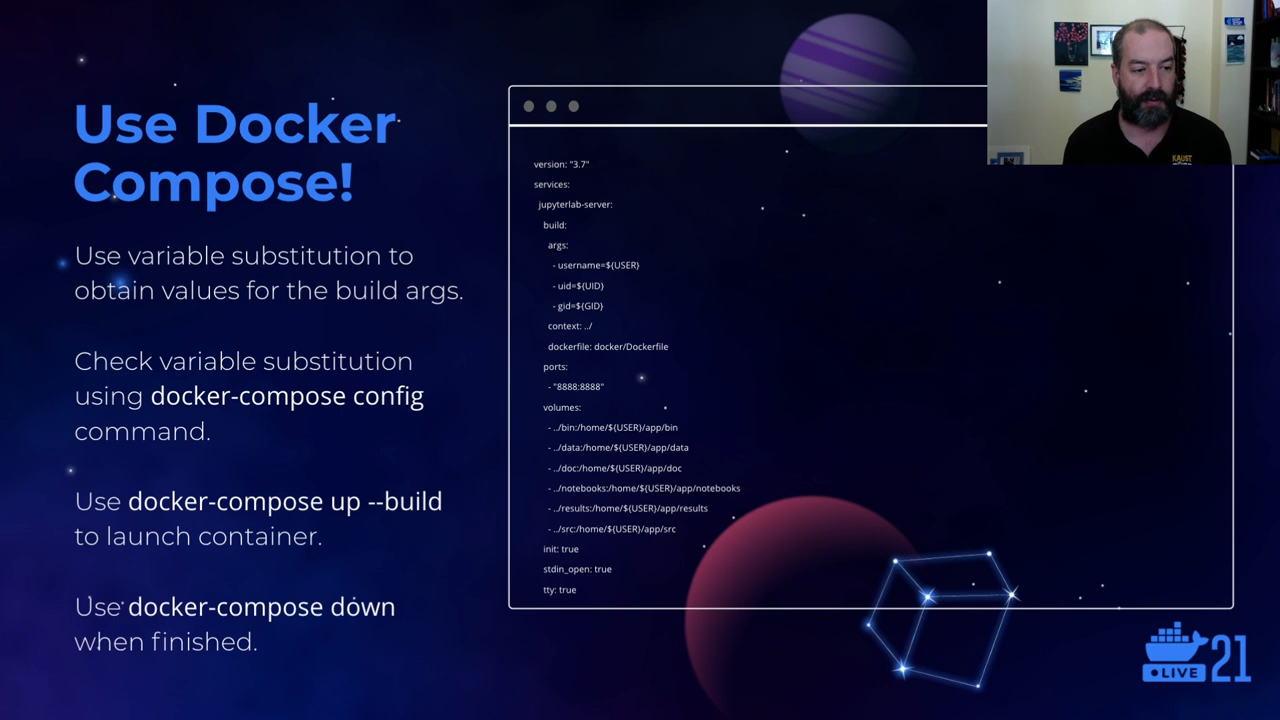 Use Docker
Compose!
Use variable substitution to
obtain values for the build args.
Check variable substitution
using docker-compose config
command.
Use docker-compose up --build
to launch container.
Use docker-compose down
when finished.
version: "3.7"
services:
jupyterlab-server:
build:
args:
- username=${USER}
- uid=${UID}
- gid=${GID}
context: ../
dockerfile: docker/Dockerfile
ports:
- "8888:8888"
volumes:
- ../bin:/home/${USER}/app/bin
- ../data:/home/${USER}/app/data
- ../doc:/home/${USER}/app/doc
- ../notebooks:/home/${USER}/app/notebooks
- ../results:/home/${USER}/app/results
- ../src:/home/${USER}/app/src
init: true
stdin_open: true
tty: true
KAUST
LIVE 21